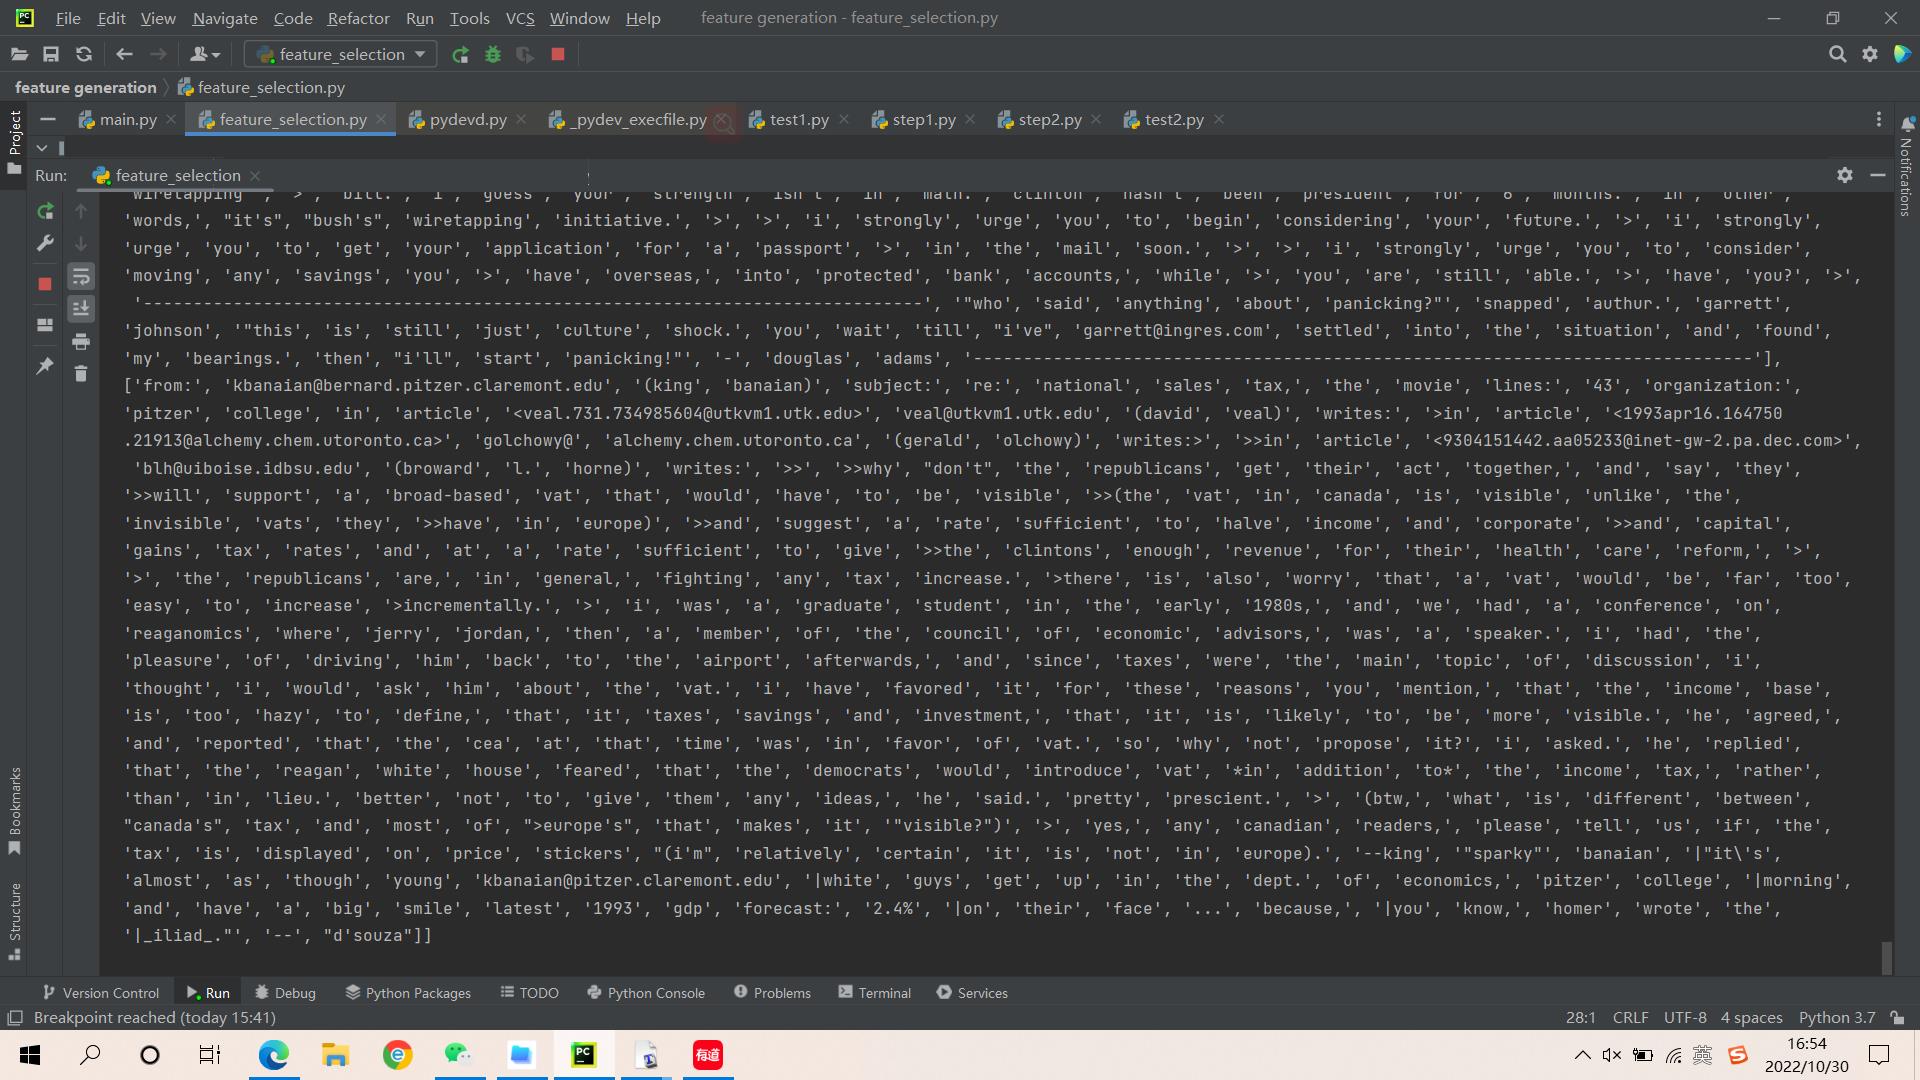 File Edit View Navigate Code Refactor Run Tools VCS Window Help feature generation - feature_selection.py
feature_selection
feature generation feature_selection.py
main.py feature_selection.py pydevd.py _pydev_execfile.py test1.py step1.py step2.py test2.py
Run: feature_selection
wiretapping', '>', 'bill.', 'i', 'guess', 'your', 'strength', "isn't", 'in', 'math.', 'clinton', "hasn't", 'been', 'president', 'for', '6', 'months.', 'in', 'other',
'words,', "it's", "bush's", 'wiretapping', 'initiative.', '>', '>', 'i', 'strongly', 'urge', 'you', 'to', 'begin', 'considering', 'your', 'future.', '>', 'i', 'strongly',
'urge', 'you', 'to', 'get', 'your', 'application', 'for', 'a', 'passport', '>', 'in', 'the', 'mail', 'soon.', '>', '>', 'i', 'strongly', 'urge', 'you', 'to', 'consider',
'moving', 'any', 'savings', 'you', '>', 'have', 'overseas,', 'into', 'protected', 'bank', 'accounts,', 'while', '>', 'you', 'are', 'still', 'able.', '>', 'have', 'you?', '>',
'------------------------------------------------------------------------------', '"who', 'said', 'anything', 'about', 'panicking?"', 'snapped', 'authur.', 'garrett',
'johnson', '"this', 'is', 'still', 'just', 'culture', 'shock.', 'you', 'wait', 'till', "i've", 'garrett@ingres.com', 'settled', 'into', 'the', 'situation', 'and', 'found',
'my', 'bearings.', 'then', "i'll", 'start', 'panicking!"', '-', 'douglas', 'adams', '------------------------------------------------------------------------------'],
['from:', 'kbanaian@bernard.pitzer.claremont.edu', '(king', 'banaian)', 'subject:', 're:', 'national', 'sales', 'tax,', 'the', 'movie', 'lines:', '43', 'organization:',
'pitzer', 'college', 'in', 'article', '<veal.731.734985604@utkvm1.utk.edu>', 'veal@utkvm1.utk.edu', '(david', 'veal)', 'writes:', '>in', 'article', '<1993apr16.164750
.21913@alchemy.chem.utoronto.ca>', 'golchowy@', 'alchemy.chem.utoronto.ca', '(gerald', 'olchowy)', 'writes:>', '>>in', 'article', '<9304151442.aa05233@inet-gw-2.pa.dec.com>',
'blh@uiboise.idbsu.edu', '(broward', 'l.', 'horne)', 'writes:', '>>', '>>why', "don't", 'the', 'republicans', 'get', 'their', 'act', 'together,', 'and', 'say', 'they',
'>>will', 'support', 'a', 'broad-based', 'vat', 'that', 'would', 'have', 'to', 'be', 'visible', '>>(the', 'vat', 'in', 'canada', 'is', 'visible', 'unlike', 'the',
'invisible', 'vats', 'they', '>>have', 'in', 'europe)', '>>and', 'suggest', 'a', 'rate', 'sufficient', 'to', 'halve', 'income', 'and', 'corporate', '>>and', 'capital',
'gains', 'tax', 'rates', 'and', 'at', 'a', 'rate', 'sufficient', 'to', 'give', '>>the', 'clintons', 'enough', 'revenue', 'for', 'their', 'health', 'care', 'reform,', '>',
'>', 'the', 'republicans', 'are,', 'in', 'general,', 'fighting', 'any', 'tax', 'increase.', '>there', 'is', 'also', 'worry', 'that', 'a', 'vat', 'would', 'be', 'far', 'too',
'easy', 'to', 'increase', '>incrementally.', '>', 'i', 'was', 'a', 'graduate', 'student', 'in', 'the', 'early', '1980s,', 'and', 'we', 'had', 'a', 'conference', 'on',
'reaganomics', 'where', 'jerry', 'jordan,', 'then', 'a', 'member', 'of', 'the', 'council', 'of', 'economic', 'advisors,', 'was', 'a', 'speaker.', 'i', 'had', 'the',
'pleasure', 'of', 'driving', 'him', 'back', 'to', 'the', 'airport', 'afterwards,', 'and', 'since', 'taxes', 'were', 'the', 'main', 'topic', 'of', 'discussion', 'i',
'thought', 'i', 'would', 'ask', 'him', 'about', 'the', 'vat.', 'i', 'have', 'favored', 'it', 'for', 'these', 'reasons', 'you', 'mention,', 'that', 'the', 'income', 'base',
'is', 'too', 'hazy', 'to', 'define,', 'that', 'it', 'taxes', 'savings', 'and', 'investment,', 'that', 'it', 'is', 'likely', 'to', 'be', 'more', 'visible.', 'he', 'agreed,',
'and', 'reported', 'that', 'the', 'cea', 'at', 'that', 'time', 'was', 'in', 'favor', 'of', 'vat.', 'so', 'why', 'not', 'propose', 'it?', 'i', 'asked.', 'he', 'replied',
'that', 'the', 'reagan', 'white', 'house', 'feared', 'that', 'the', 'democrats', 'would', 'introduce', 'vat', '*in', 'addition', 'to*', 'the', 'income', 'tax,', 'rather',
'than', 'in', 'lieu.', 'better', 'not', 'to', 'give', 'them', 'any', 'ideas,', 'he', 'said.', 'pretty', 'prescient.', '>', '(btw,', 'what', 'is', 'different', 'between',
"canada's", 'tax', 'and', 'most', 'of', ">europe's", 'that', 'makes', 'it', '"visible?")', '>', 'yes,', 'any', 'canadian', 'readers,', 'please', 'tell', 'us', 'if', 'the',
'tax', 'is', 'displayed', 'on', 'price', 'stickers', "(i'm", 'relatively', 'certain', 'it', 'is', 'not', 'in', 'europe).', '--king', '"sparky"', 'banaian', '|"it\'s',
'almost', 'as', 'though', 'young', 'kbanaian@pitzer.claremont.edu', '|white', 'guys', 'get', 'up', 'in', 'the', 'dept.', 'of', 'economics,', 'pitzer', 'college', '|morning',
'and', 'have', 'a', 'big', 'smile', 'latest', '1993', 'gdp', 'forecast:', '2.4%', '|on', 'their', 'face', '...', 'because,', '|you', 'know,', 'homer', 'wrote', 'the',
'|_iliad_."', '--', "d'souza"]]
Project
Bookmarks
Structure
Notifications
Version Control Run Debug Python Packages TODO Python Console Problems Terminal Services
Breakpoint reached (today 15:41) 28:1 CRLF UTF-8 4 spaces Python 3.7
PC 有道 英 16:54
2022/10/30